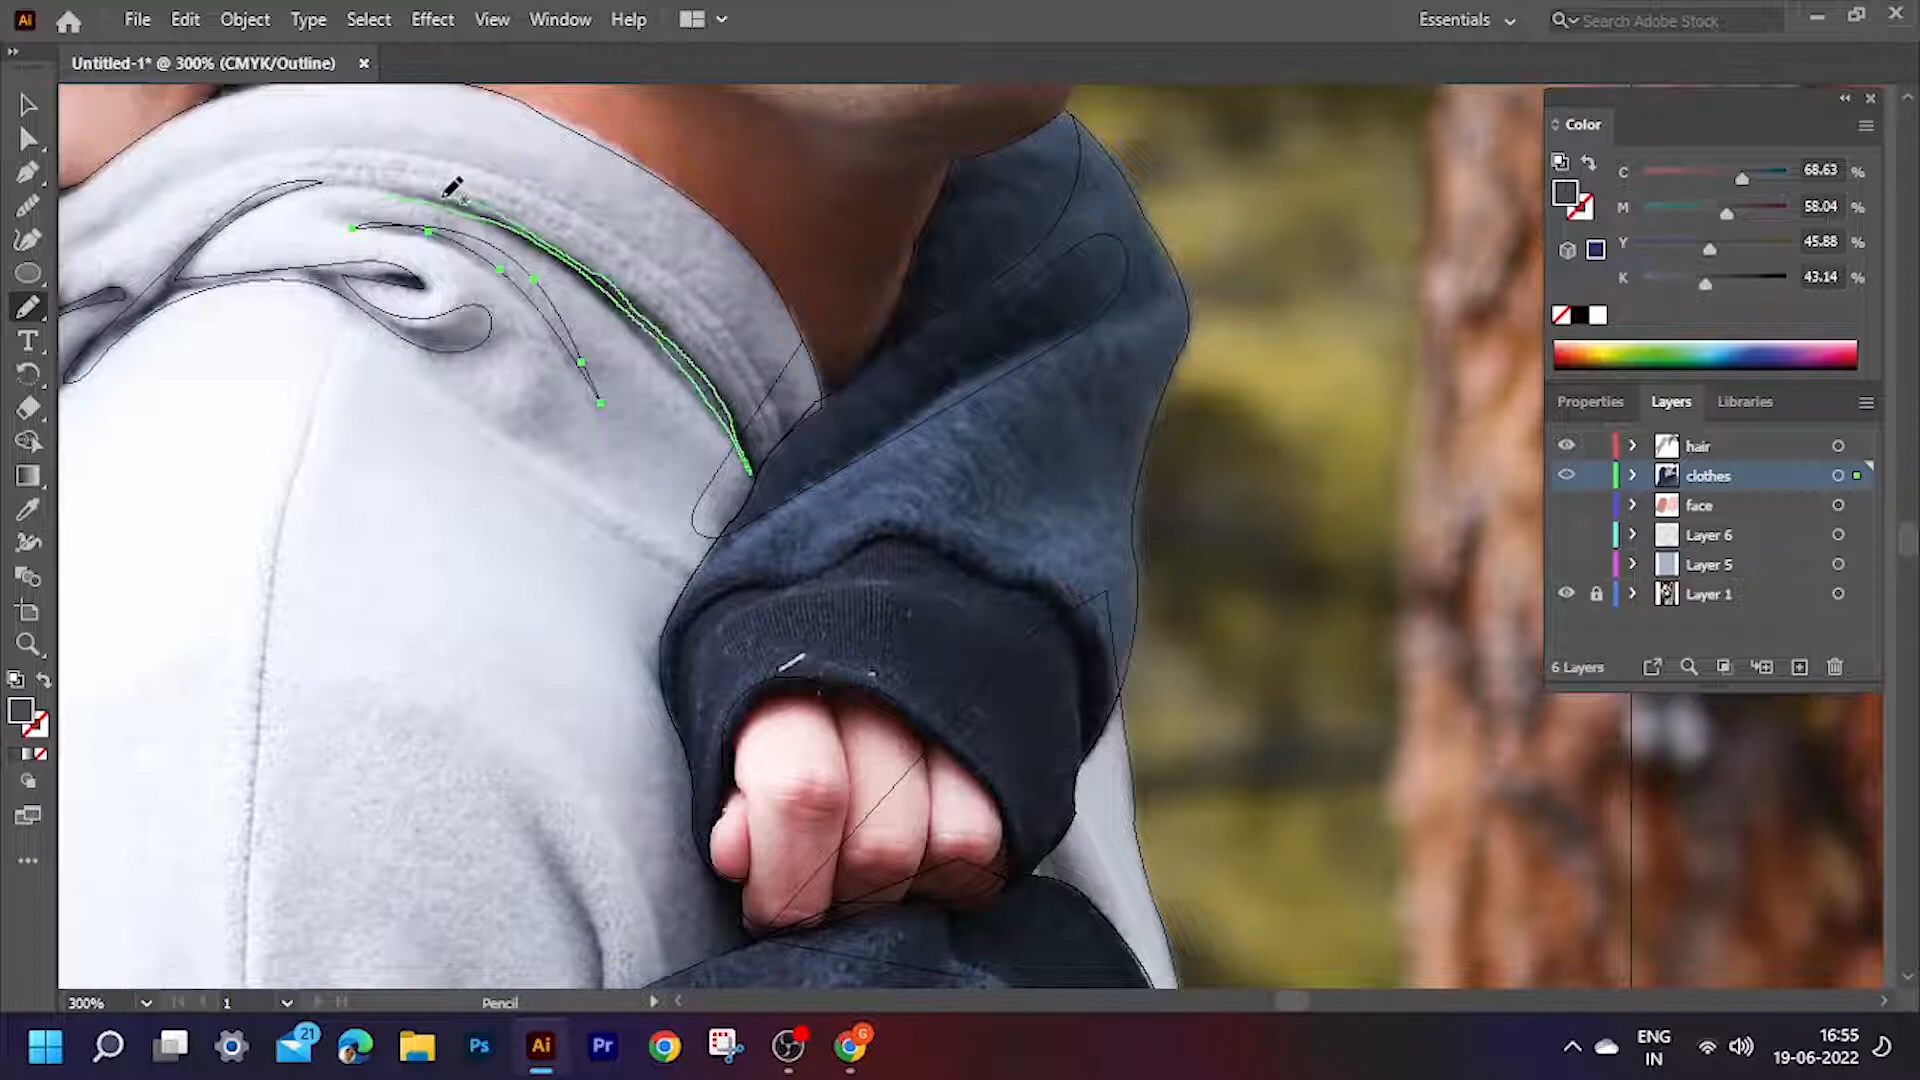 Ai File Edit Object Type Select Effect View Window Help Essentials Search Adobe Stock
Untitled-1* @ 300% (CMYK/Outline)
Color
C 68.63 %
M 58.04 %
Y 45.88 %
K 43.14 %
Properties Layers Libraries
hair
clothes
face
Layer 6
Layer 5
Layer 1
6 Layers
T
300% 1 Pencil
21 Ps Ai Pr G
ENG
IN
16:55
19-06-2022